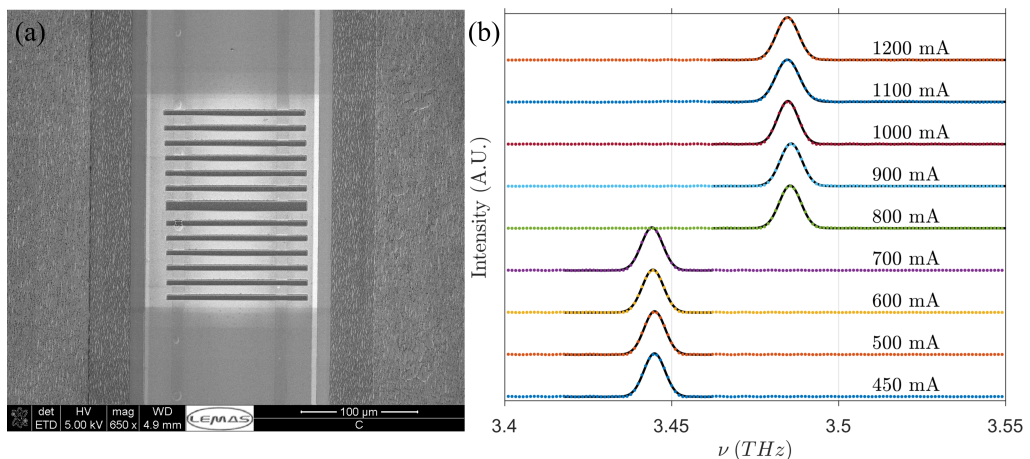 (a)
det HV mag WD
ETD 5.00 kV 650 x 4.9 mm
LEMAS
100 µm
C
(b)
1200 mA
1100 mA
1000 mA
900 mA
800 mA
700 mA
600 mA
500 mA
450 mA
Intensity (A.U.)
3.4 3.45 3.5 3.55
ν (THz)